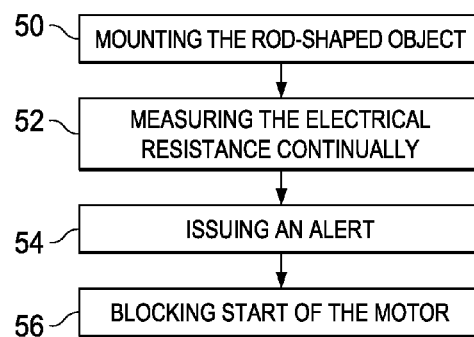 50
MOUNTING THE ROD-SHAPED OBJECT
52
MEASURING THE ELECTRICAL
RESISTANCE CONTINUALLY
54
ISSUING AN ALERT
56
BLOCKING START OF THE MOTOR